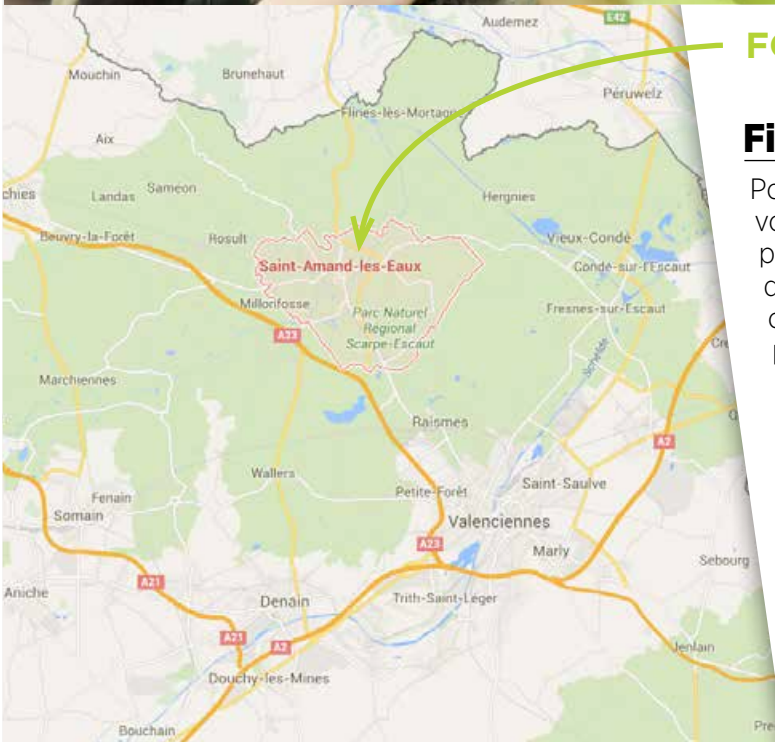 Audemez
E42
Mouchin
Brunehaut
Péruwelz
Flines-lès-Mortagne
Aix
Landas
Sameon
Hergnies
Beuvry-la-Forêt
Rosult
Vieux-Condé
Saint-Amand-les-Eaux
Condé-sur-l'Escaut
Millorifosse
Parc Naturel
Regional
Scarpe-Escaut
Fresnes-sur-Escaut
A23
Schelde
Marchiennes
Raismes
A2
Wallers
Petite-Forêt
Saint-Saulve
Fenain
Somain
Valenciennes
A23
Marly
Sebourg
A21
Aniche
Denain
Trith-Saint-Léger
A21
A2
Jenlain
Douchy-les-Mines
Bouchain